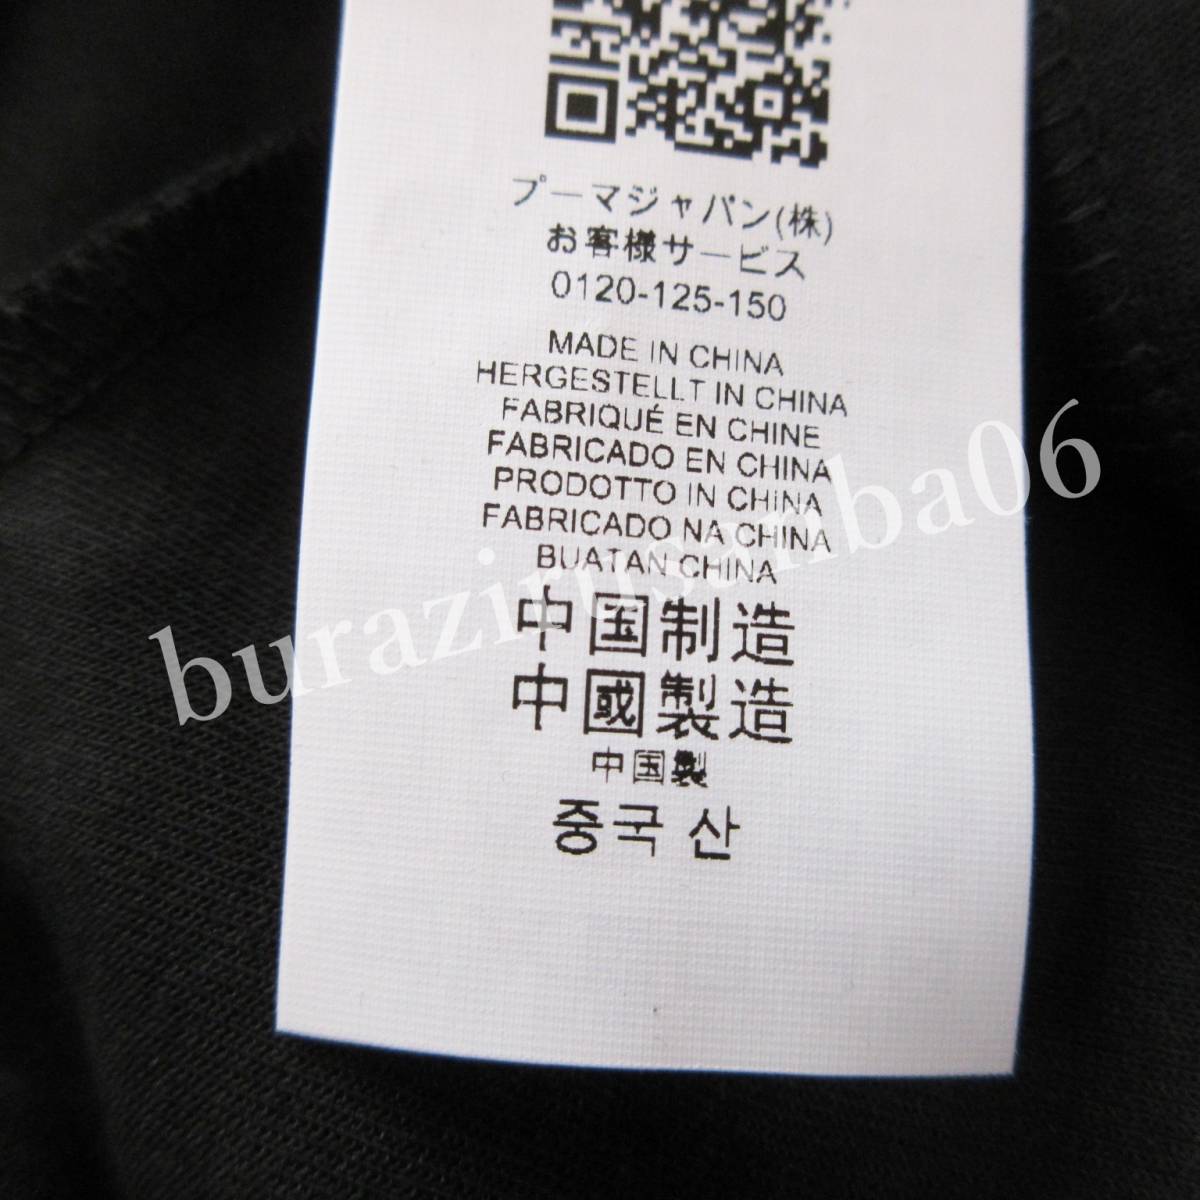 プーマジャパン(株)
お客様サービス
0120-125-150
MADE IN CHINA
HERGESTELLT IN CHINA
FABRIQUÉ EN CHINE
FABRICADO EN CHINA
PRODOTTO IN CHINA
FABRICADO NA CHINA
BUATAN CHINA
中国制造
中國製造
中国製
중국 산
burazirusanba06